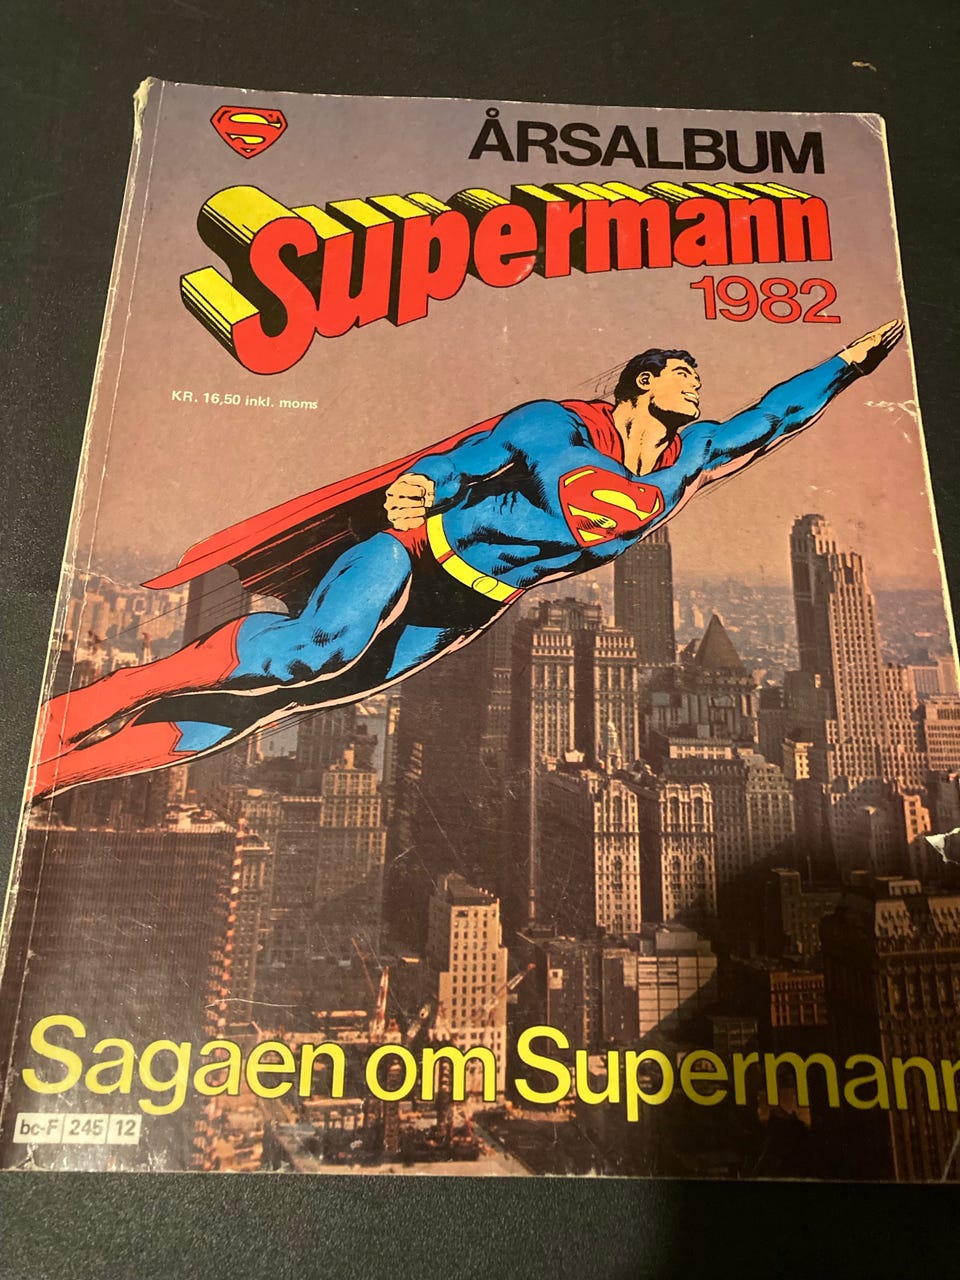 ÅRSALBUM
Supermann
1982
KR. 16,50 inkl. moms
S
Sagaen om Supermann
bc-F 245 12